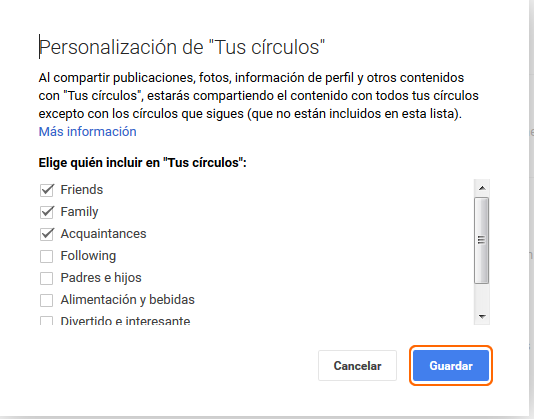 Personalización de "Tus círculos"
Al compartir publicaciones, fotos, información de perfil y otros contenidos
con "Tus círculos", estarás compartiendo el contenido con todos tus círculos
excepto con los círculos que sigues (que no están incluidos en esta lista).
Más información
Elige quién incluir en "Tus círculos":
Friends
Family
Acquaintances
Following
Padres e hijos
Alimentación y bebidas
Divertido e interesante
Cancelar
Guardar